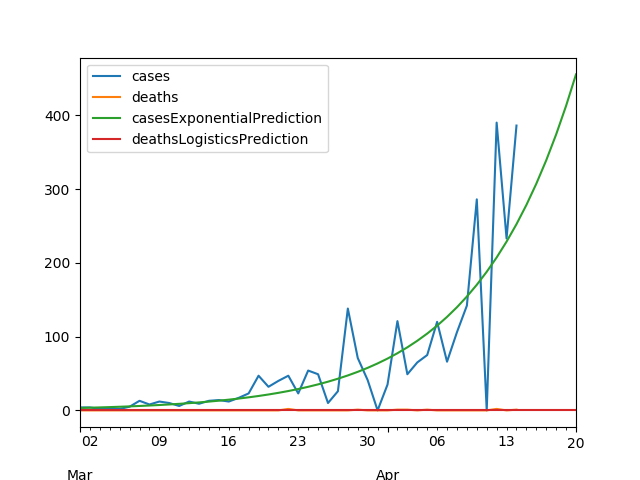 cases
deaths
casesExponentialPrediction
deathsLogisticsPrediction
400
300
200
100
0
02 09 16 23 30 06 13 20
Mar Apr